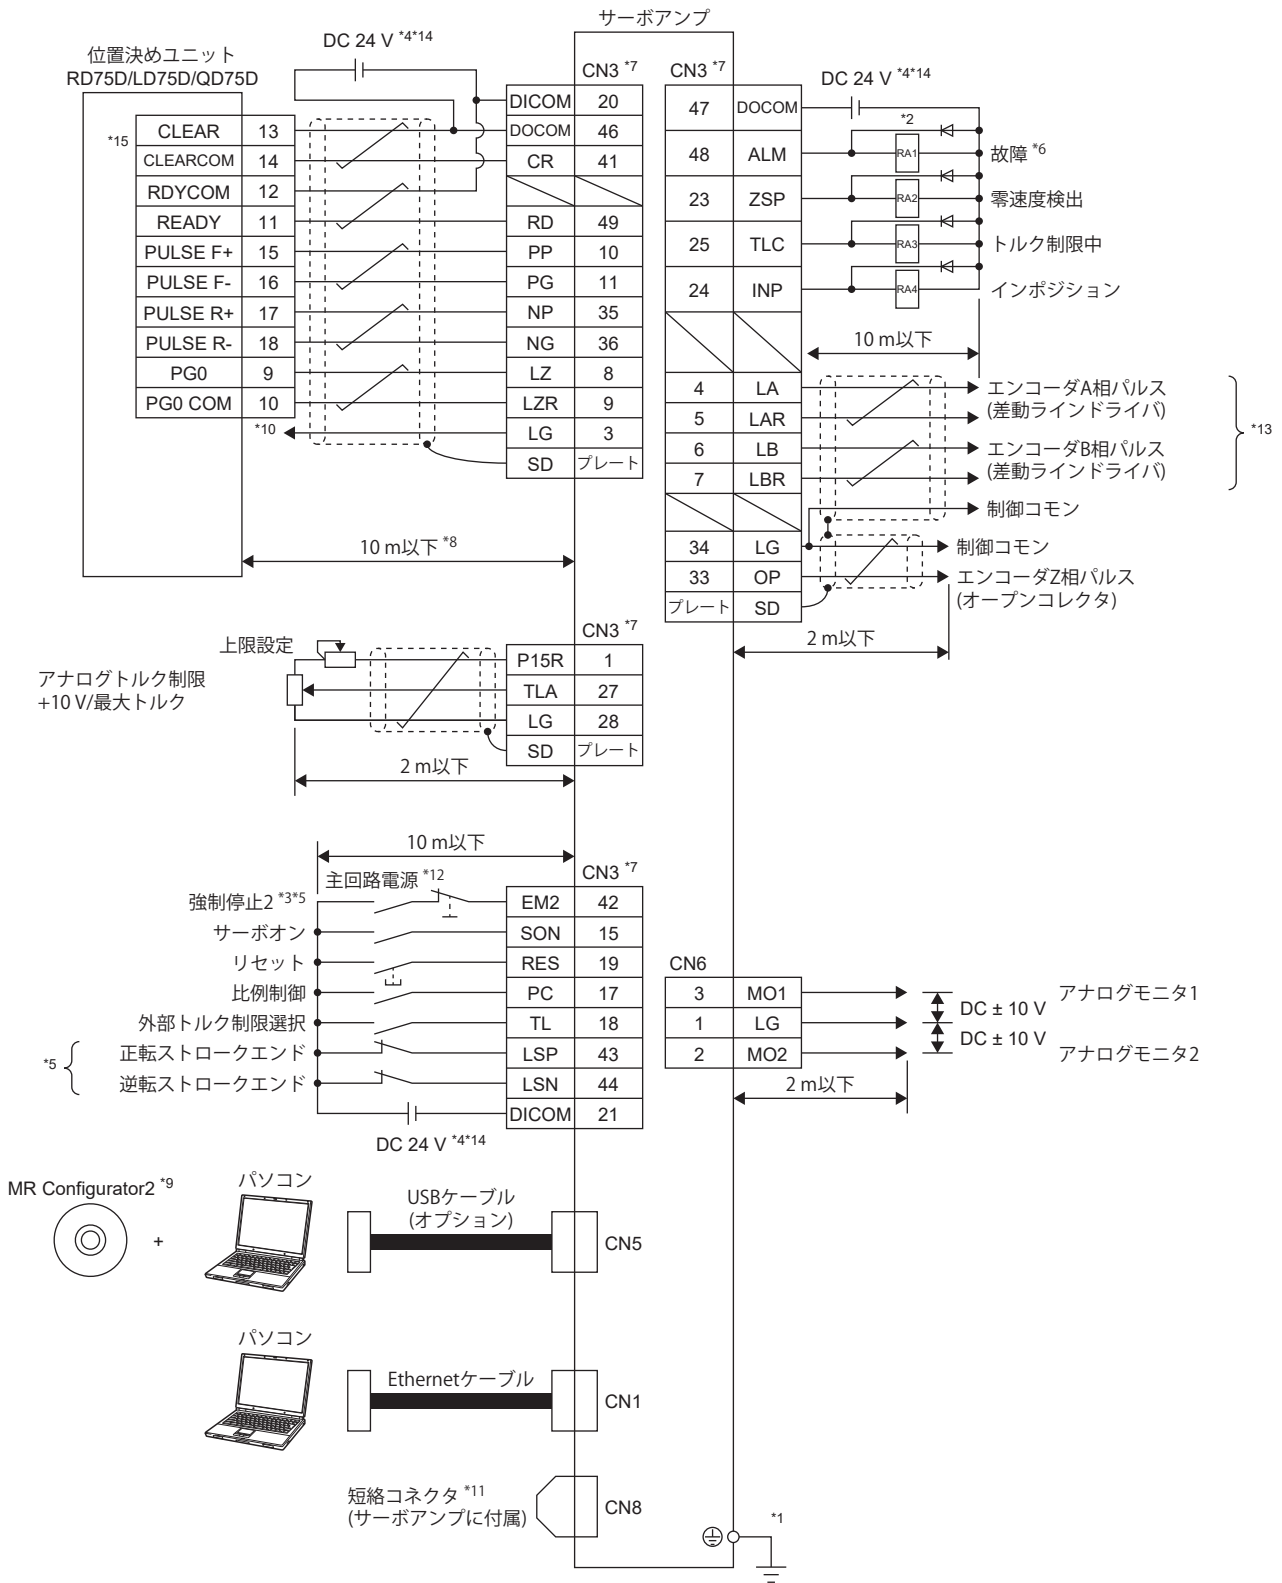 サーボアンプ
位置決めユニット
RD75D/LD75D/QD75D
DC 24 V *4*14
CN3 *7
DICOM 20
*15 CLEAR 13 DOCOM 46
CLEARCOM 14 CR 41
RDYCOM 12
READY 11 RD 49
PULSE F+ 15 PP 10
PULSE F- 16 PG 11
PULSE R+ 17 NP 35
PULSE R- 18 NG 36
PG0 9 LZ 8
PG0 COM 10 LZR 9
*10 LG 3
SD プレート
10 m以下 *8
CN3 *7
DC 24 V *4*14
47 DOCOM
*2
48 ALM RA1 故障 *6
23 ZSP RA2 零速度検出
25 TLC RA3 トルク制限中
24 INP RA4 インポジション
10 m以下
4 LA エンコーダA相パルス
(差動ラインドライバ)
5 LAR
6 LB エンコーダB相パルス
(差動ラインドライバ)
7 LBR
*13
制御コモン
34 LG 制御コモン
33 OP エンコーダZ相パルス
(オープンコレクタ)
プレート SD
2 m以下
CN3 *7
上限設定
アナログトルク制限
+10 V/最大トルク
P15R 1
TLA 27
LG 28
SD プレート
2 m以下
10 m以下
CN3 *7
主回路電源 *12
強制停止2 *3*5 EM2 42
サーボオン SON 15
リセット RES 19
比例制御 PC 17
外部トルク制限選択 TL 18
*5
正転ストロークエンド LSP 43
逆転ストロークエンド LSN 44
DICOM 21
DC 24 V *4*14
CN6
3 MO1 アナログモニタ1
DC ± 10 V
1 LG
DC ± 10 V
2 MO2 アナログモニタ2
2 m以下
MR Configurator2 *9
+
パソコン
USBケーブル
(オプション)
CN5
パソコン
Ethernetケーブル
CN1
短絡コネクタ *11
(サーボアンプに付属)
CN8
*1